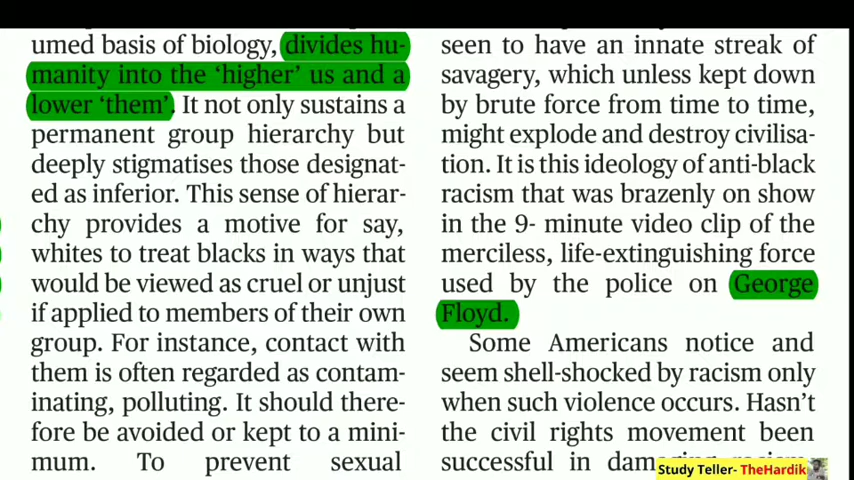 umed basis of biology, divides hu-
manity into the ‘higher’ us and a
lower ‘them’. It not only sustains a
permanent group hierarchy but
deeply stigmatises those designat-
ed as inferior. This sense of hierar-
chy provides a motive for say,
whites to treat blacks in ways that
would be viewed as cruel or unjust
if applied to members of their own
group. For instance, contact with
them is often regarded as contam-
inating, polluting. It should there-
fore be avoided or kept to a mini-
mum. To prevent sexual
seen to have an innate streak of
savagery, which unless kept down
by brute force from time to time,
might explode and destroy civilisa-
tion. It is this ideology of anti-black
racism that was brazenly on show
in the 9- minute video clip of the
merciless, life-extinguishing force
used by the police on George
Floyd.
Some Americans notice and
seem shell-shocked by racism only
when such violence occurs. Hasn’t
the civil rights movement been
successful in
Study Teller- TheHardik